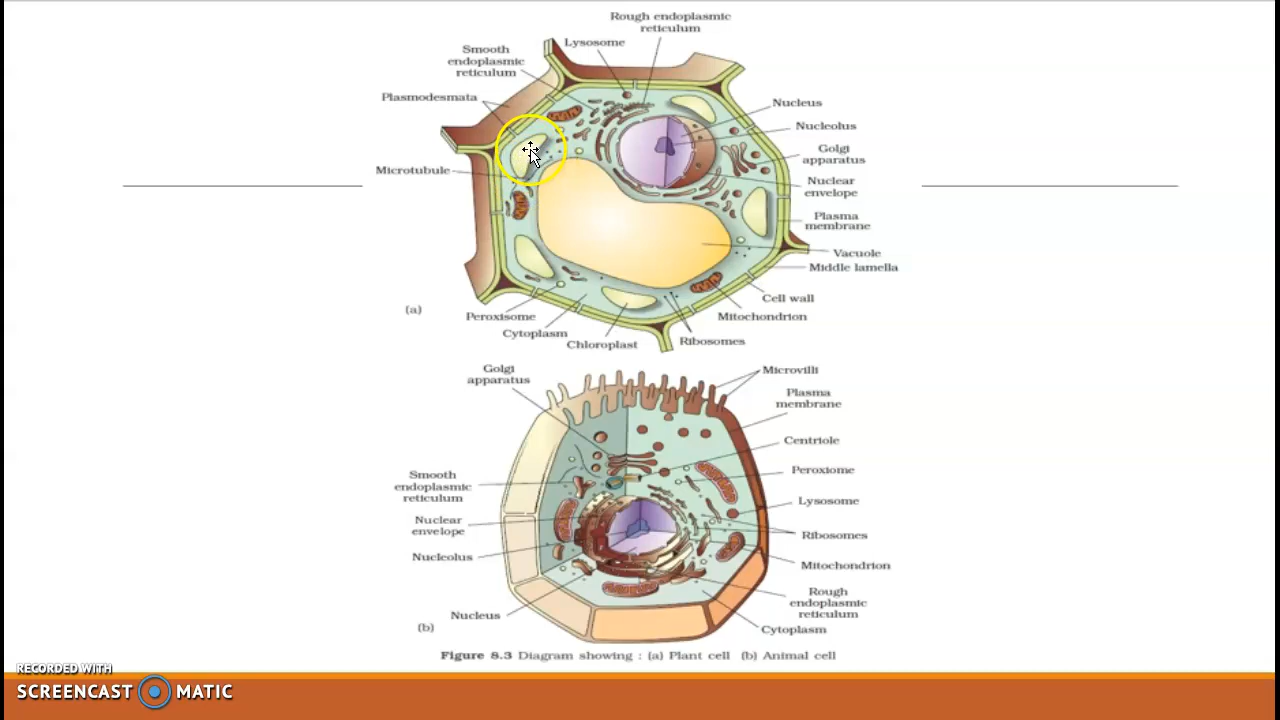 Rough endoplasmic
reticulum
Lysosome
Smooth
endoplasmic
reticulum
Plasmodesmata
Nucleus
Nucleolus
Golgi
apparatus
Microtubule
Nuclear
envelope
Plasma
membrane
Vacuole
Middle lamella
Cell wall
(a)
Peroxisome
Mitochondrion
Cytoplasm
Ribosomes
Chloroplast
Golgi
apparatus
Microvilli
Plasma
membrane
Centriole
Peroxiome
Smooth
endoplasmic
reticulum
Lysosome
Nuclear
envelope
Ribosomes
Nucleolus
Mitochondrion
Rough
endoplasmic
reticulum
Nucleus
(b)
Cytoplasm
Figure 8.3 Diagram showing : (a) Plant cell (b) Animal cell
RECORDED WITH
SCREENCAST MATIC